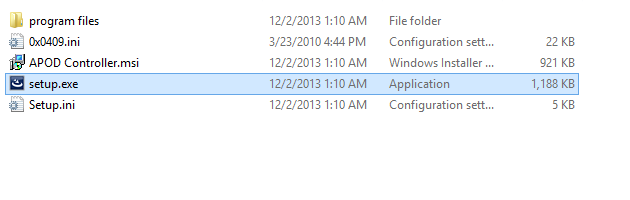 program files 12/2/2013 1:10 AM File folder
0x0409.ini 3/23/2010 4:44 PM Configuration sett... 22 KB
APOD Controller.msi 12/2/2013 1:10 AM Windows Installer ... 921 KB
setup.exe 12/2/2013 1:10 AM Application 1,188 KB
Setup.ini 12/2/2013 1:10 AM Configuration sett... 5 KB